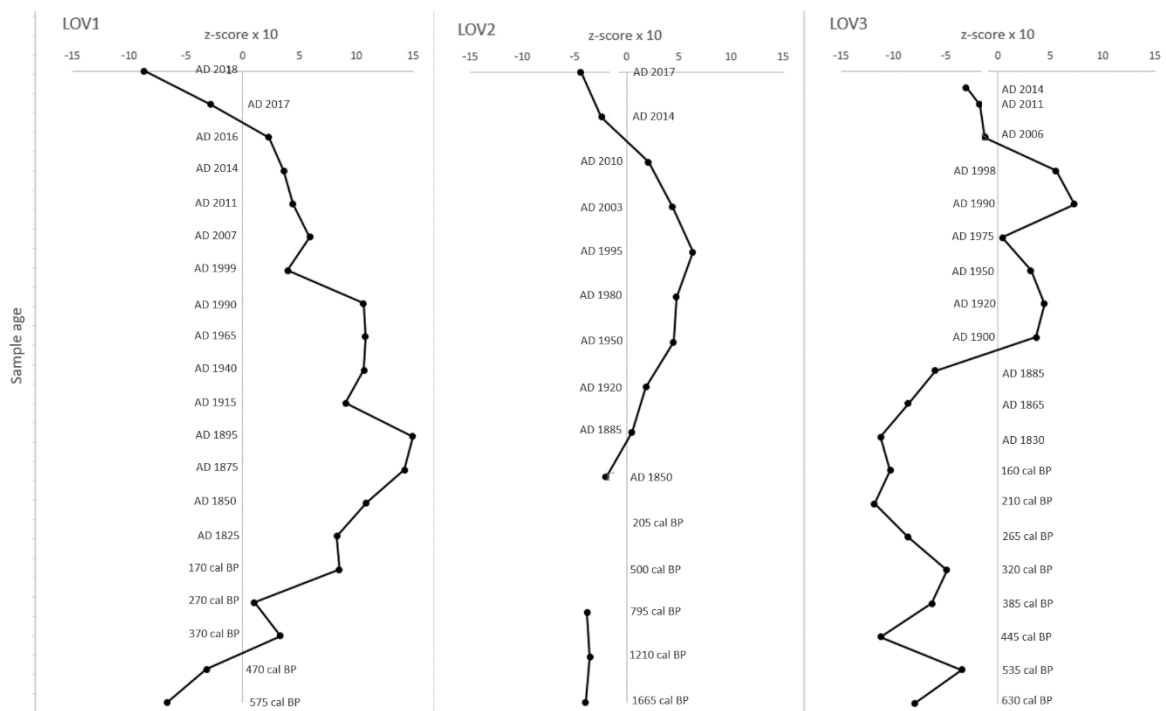 LOV1
z-score x 10
-15 -10 -5 0 5 10 15
AD 2018
AD 2017
AD 2016
AD 2014
AD 2011
AD 2007
AD 1999
AD 1990
AD 1965
AD 1940
AD 1915
AD 1895
AD 1875
AD 1850
AD 1825
170 cal BP
270 cal BP
370 cal BP
470 cal BP
575 cal BP
Sample age
LOV2
z-score x 10
-15 -10 -5 0 5 10 15
AD 2017
AD 2014
AD 2010
AD 2003
AD 1995
AD 1980
AD 1950
AD 1920
AD 1885
AD 1850
205 cal BP
500 cal BP
795 cal BP
1210 cal BP
1665 cal BP
LOV3
z-score x 10
-15 -10 -5 0 5 10 15
AD 2014
AD 2011
AD 2006
AD 1998
AD 1990
AD 1975
AD 1950
AD 1920
AD 1900
AD 1885
AD 1865
AD 1830
160 cal BP
210 cal BP
265 cal BP
320 cal BP
385 cal BP
445 cal BP
535 cal BP
630 cal BP